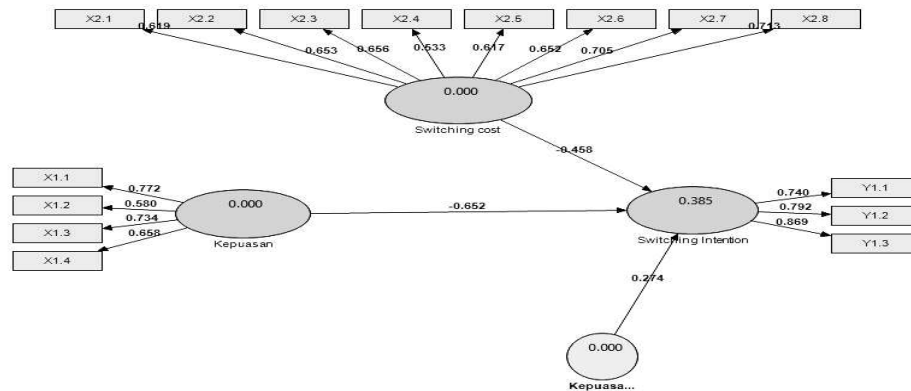 X2.1 X2.2 X2.3 X2.4 X2.5 X2.6 X2.7 X2.8
0.619 0.653 0.656 0.533 0.617 0.652 0.705 0.713
0.000
Switching cost
-0.458
X1.1
X1.2
X1.3
X1.4
0.772
0.580
0.734
0.658
0.000
Kepuasan
-0.652
0.385
Switching Intention
0.740
0.792
0.869
Y1.1
Y1.2
Y1.3
0.274
0.000
Kepuasa...